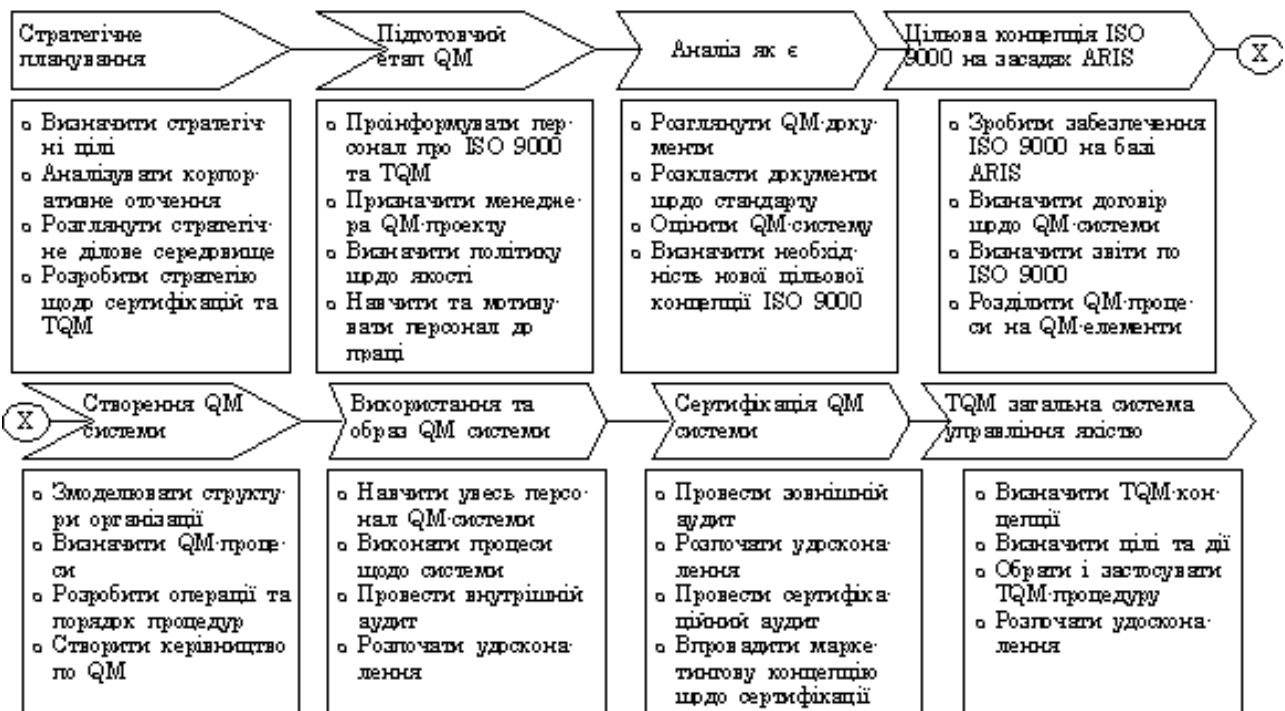 Стратегічне
планування
Підготовчий
етап QM
Аналіз як є
Цільова концепція ISO
9000 на засадах ARIS
X
Визначити стратегіч-
ні цілі
Аналізувати корпор-
ативне оточення
Розглянути стратегіч-
не ділове середовище
Розробити стратегію
щодо сертифікацій та
TQM
Проінформувати пер-
сонал про ISO 9000
та TQM
Призначити менедже-
ра QM-проекту
Визначити політику
щодо якості
Навчити та мотиву-
вати персонал до
праці
Розглянути QM-доку-
менти
Розкласти документи
щодо стандарту
Оцінити QM-систему
Визначити необхід-
ність нової цільової
концепції ISO 9000
Зробити забезпечення
ISO 9000 на базі
ARIS
Визначити договір
щодо QM-системи
Визначити звіти по
ISO 9000
Розділити QM-проце-
си на QM-елементи
X
Створення QM
системи
Використання та
образ QM системи
Сертифікація QM
системи
TQM загальна система
управління якістю
Змоделювати структу-
ри організації
Визначити QM-проце-
си
Розробити операції та
порядок процедур
Створити керівництво
по QM
Навчити увесь персо-
нал QM-системи
Виконати процеси
щодо системи
Провести внутрішній
аудит
Розпочати удоскона-
лення
Провести зовнішній
аудит
Розпочати удоскона-
лення
Провести сертифіка-
ційний аудит
Впровадити марке-
тингову концепцію
щодо сертифікації
Визначити TQM-кон-
цепції
Визначити цілі та дії
Обрати і застосувати
TQM-процедуру
Розпочати удоскона-
лення